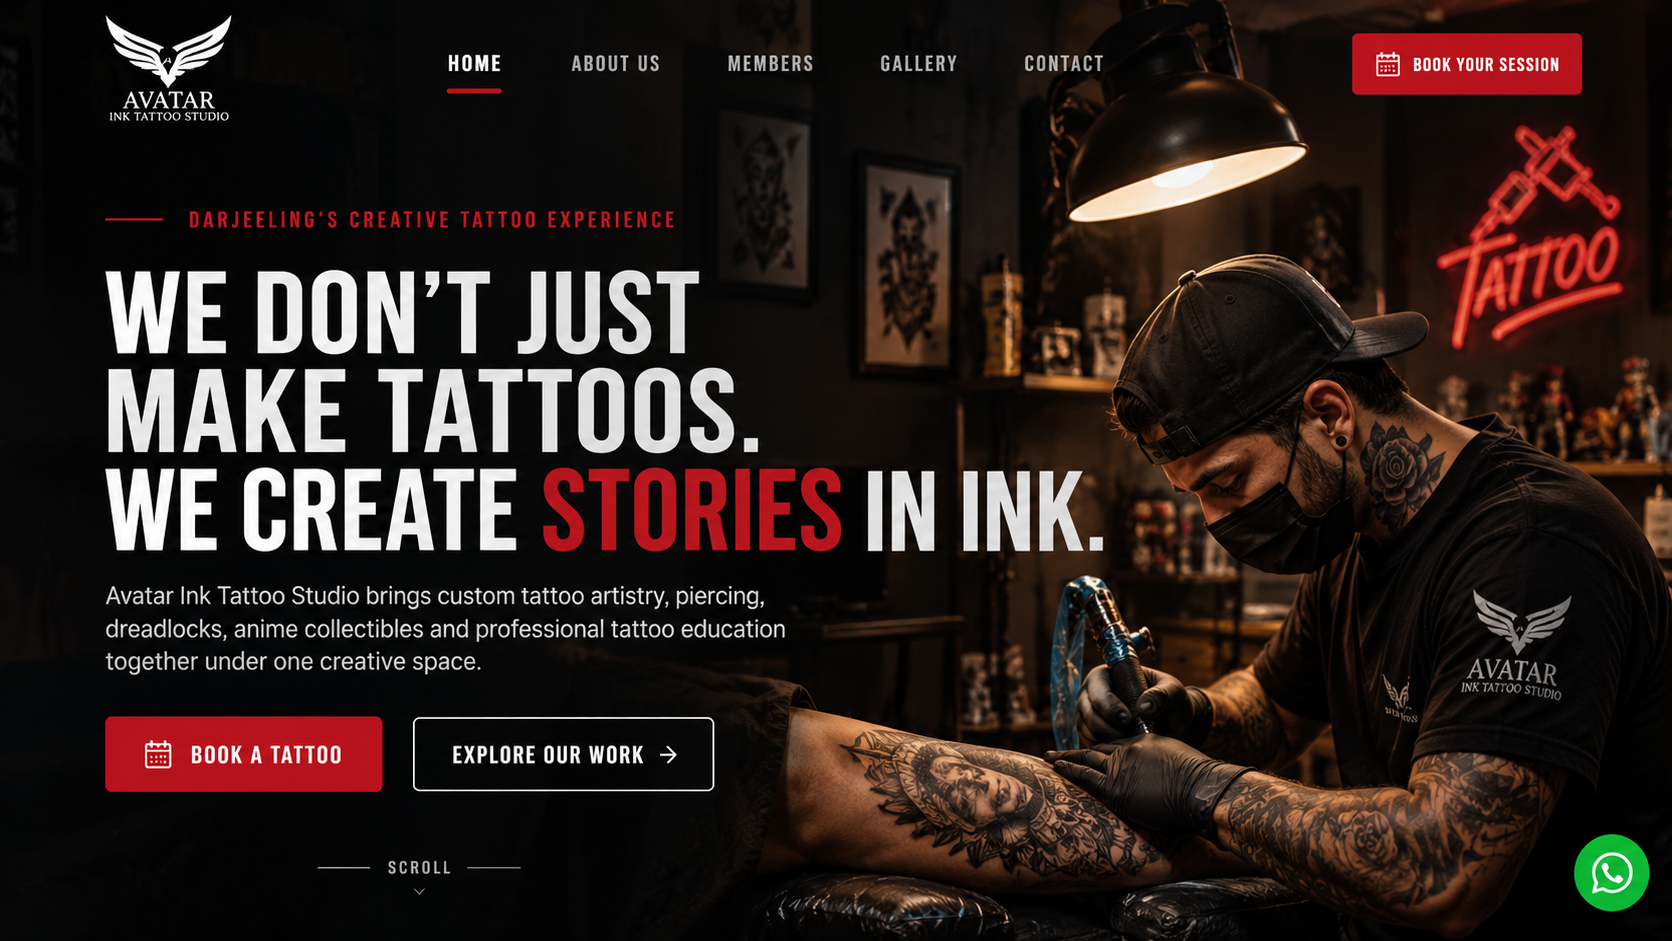 AVATAR
INK TATTOO STUDIO
HOME
ABOUT US
MEMBERS
GALLERY
CONTACT
BOOK YOUR SESSION
DARJEELING'S CREATIVE TATTOO EXPERIENCE
WE DON’T JUST
MAKE TATTOOS.
WE CREATE STORIES IN INK.
Avatar Ink Tattoo Studio brings custom tattoo artistry, piercing,
dreadlocks, anime collectibles and professional tattoo education
together under one creative space.
BOOK A TATTOO
EXPLORE OUR WORK
SCROLL
TATTOO
AVATAR
INK TATTOO STUDIO